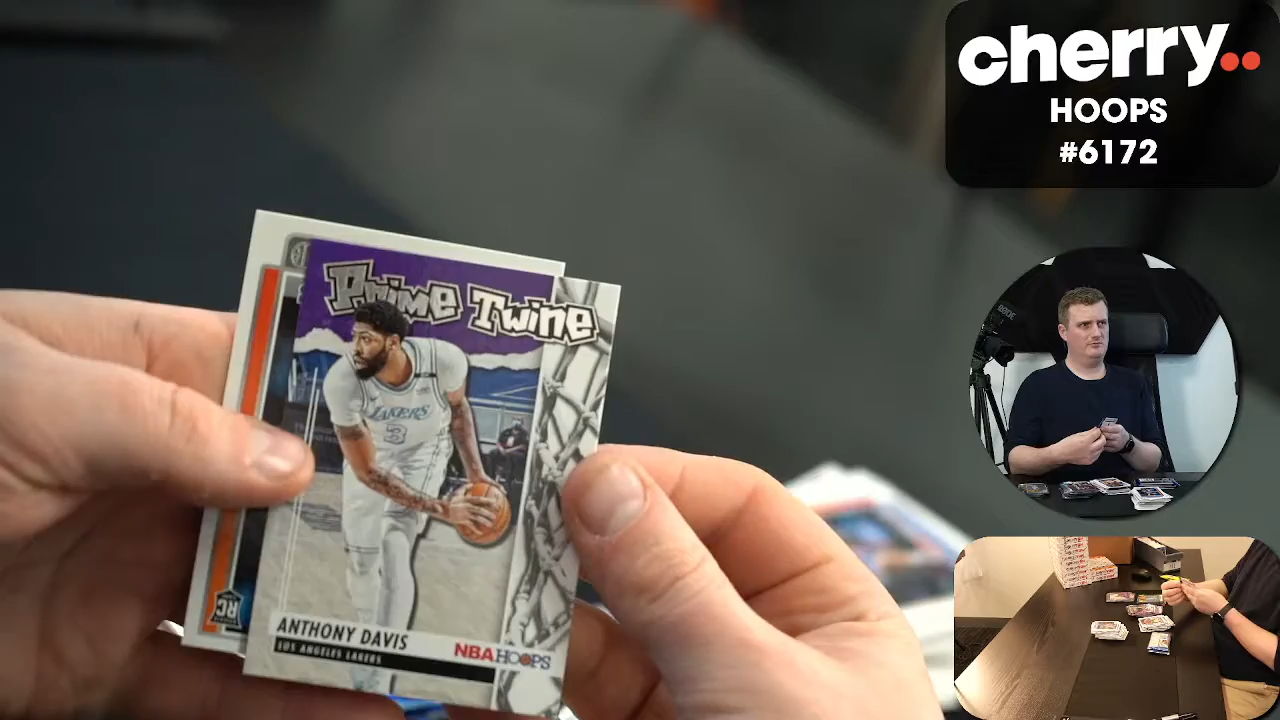 cherry..
HOOPS
#6172
Prime Twine
LAKERS
3
RC
ANTHONY DAVIS
LOS ANGELES LAKERS
NBA HOOPS